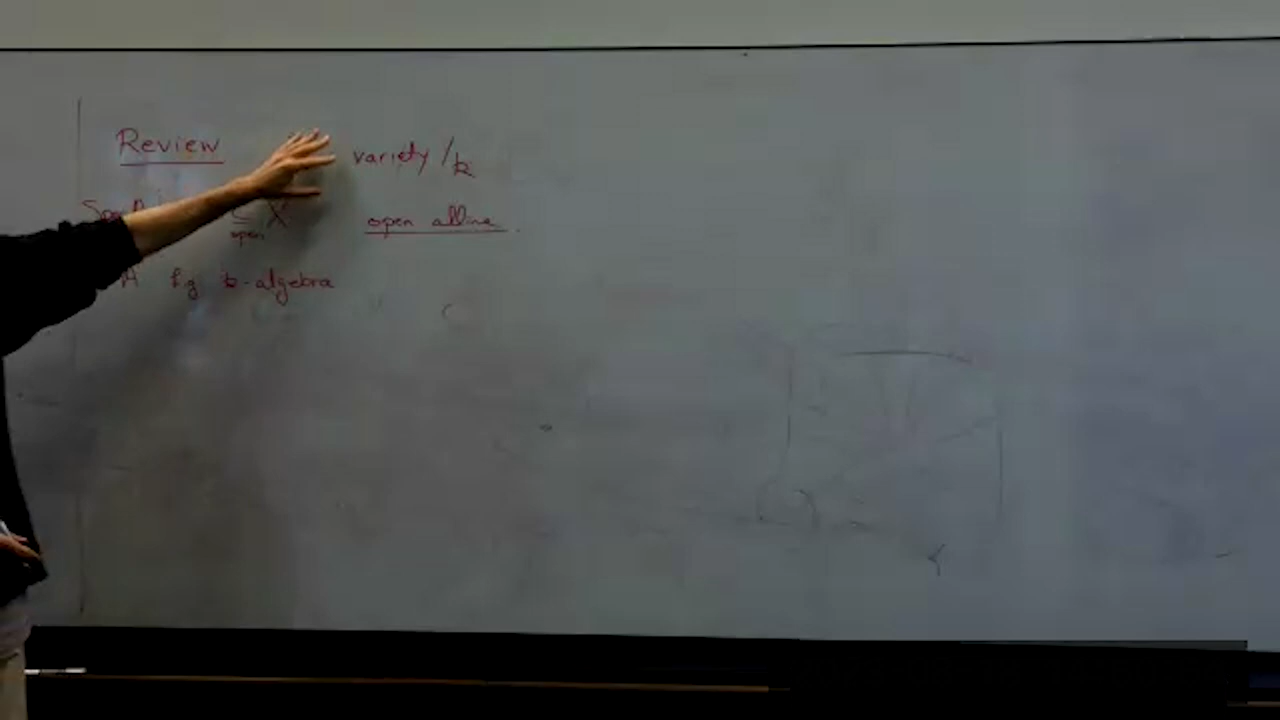 Review variety /k
⊆ open X open affine
A f.g k-algebra